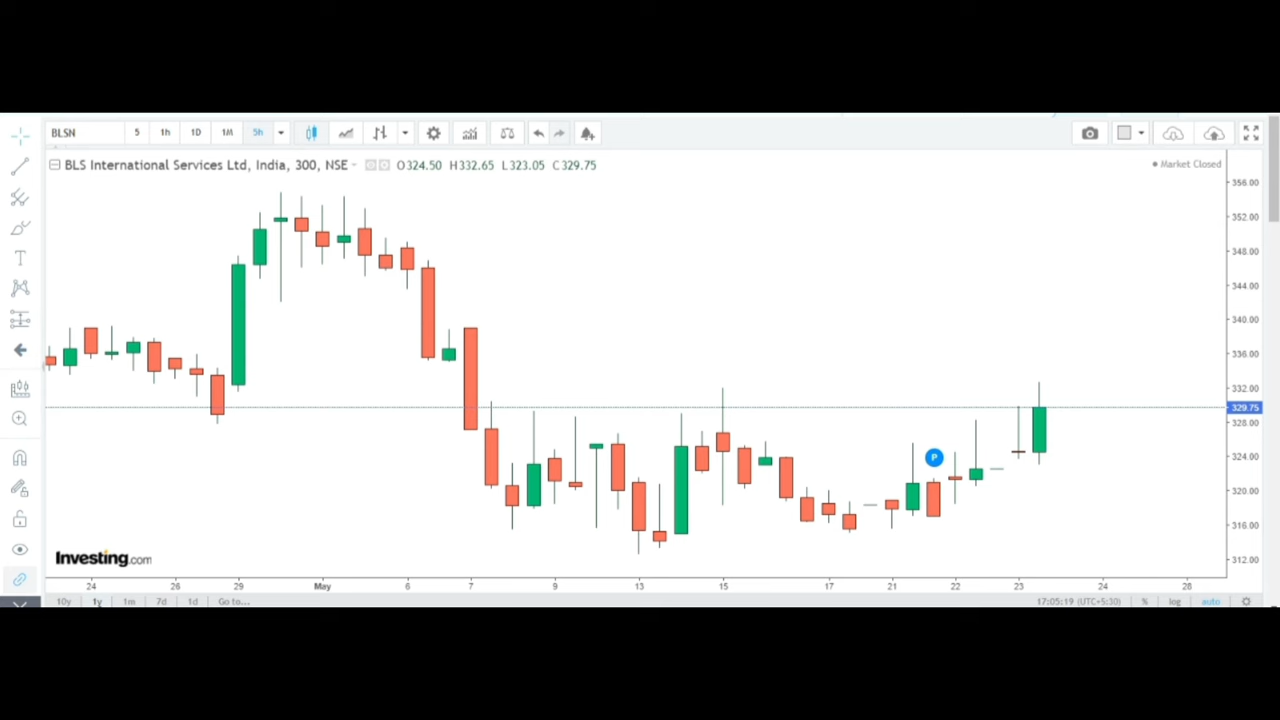 BLSN 5 1h 1D 1M 5h
BLS International Services Ltd, India, 300, NSE O324.50 H332.65 L323.05 C329.75
Market Closed
356.00
352.00
348.00
344.00
340.00
336.00
332.00
329.75
328.00
324.00
320.00
316.00
312.00
P
T
Investing.com
24 26 29 May 6 7 9 13 15 17 21 22 23 24 28
10y 1y 1m 7d 1d Go to... 17:05:19 (UTC+5:30) % log auto